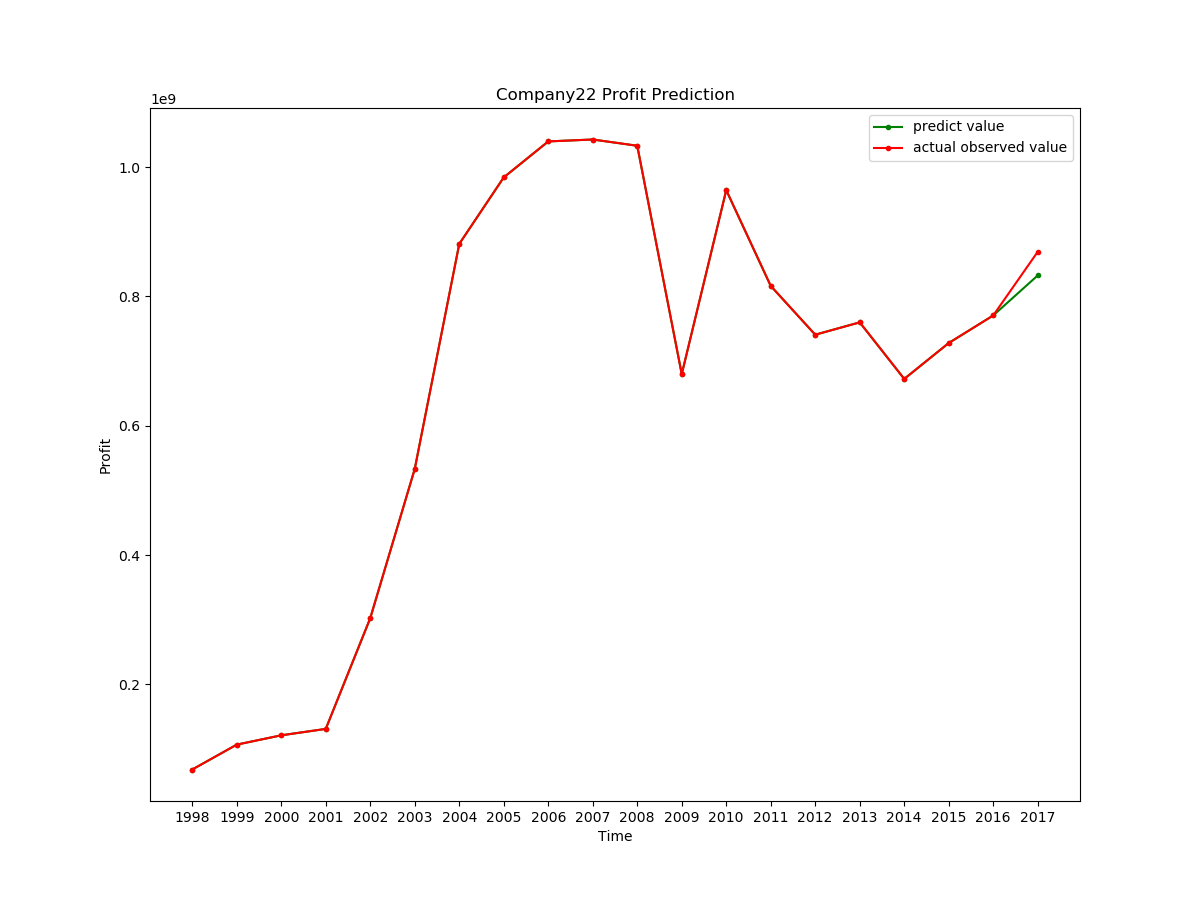 Company22 Profit Prediction
1e9
predict value
actual observed value
1.0
0.8
0.6
0.4
0.2
Profit
1998 1999 2000 2001 2002 2003 2004 2005 2006 2007 2008 2009 2010 2011 2012 2013 2014 2015 2016 2017
Time